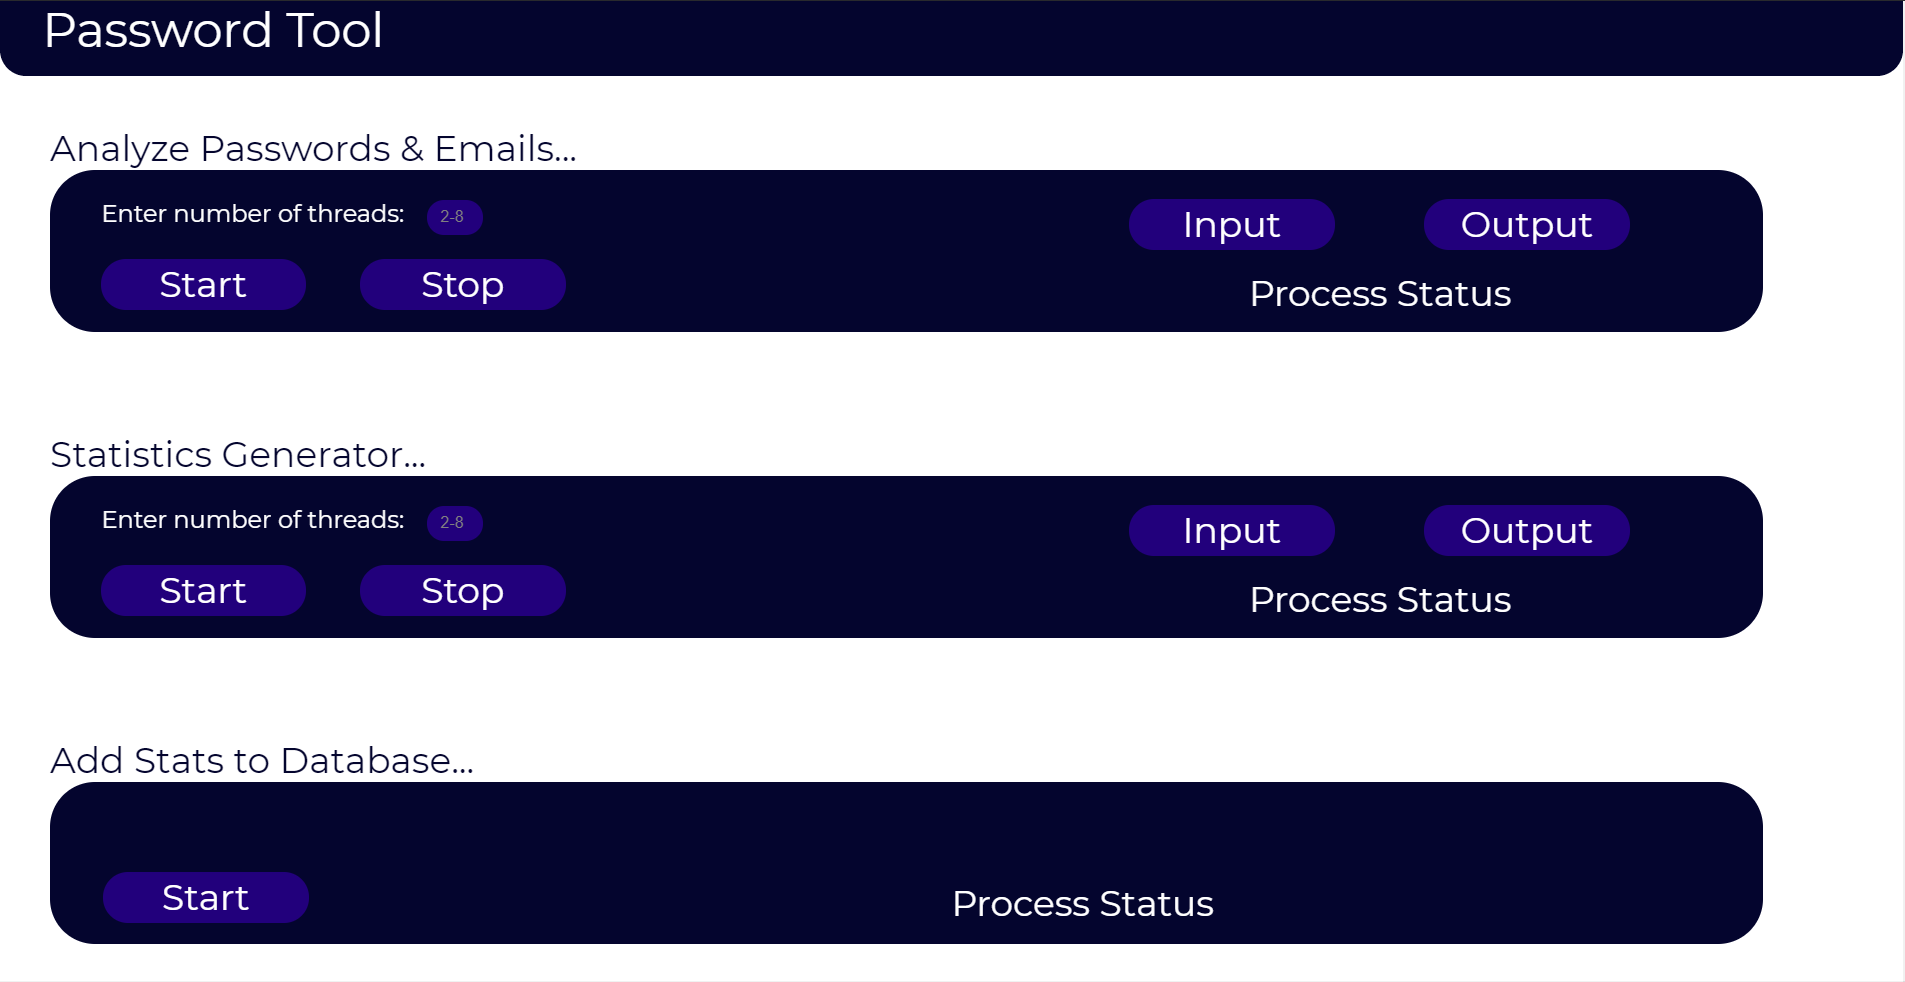 Password Tool
Analyze Passwords & Emails...
Enter number of threads: 2-8
Input Output
Start Stop
Process Status
Statistics Generator...
Enter number of threads: 2-8
Input Output
Start Stop
Process Status
Add Stats to Database...
Start
Process Status